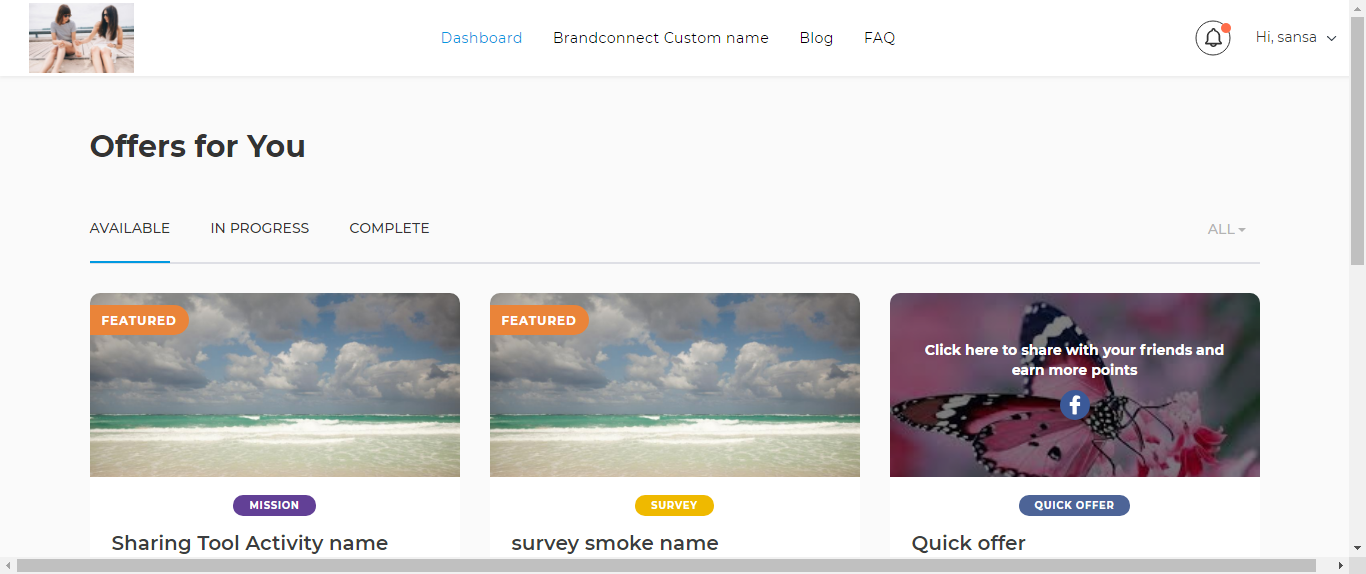 Dashboard
Brandconnect Custom name
Blog
FAQ
Hi, sansa
Offers for You
AVAILABLE
IN PROGRESS
COMPLETE
ALL
FEATURED
FEATURED
Click here to share with your friends and
earn more points
MISSION
SURVEY
QUICK OFFER
Sharing Tool Activity name
survey smoke name
Quick offer